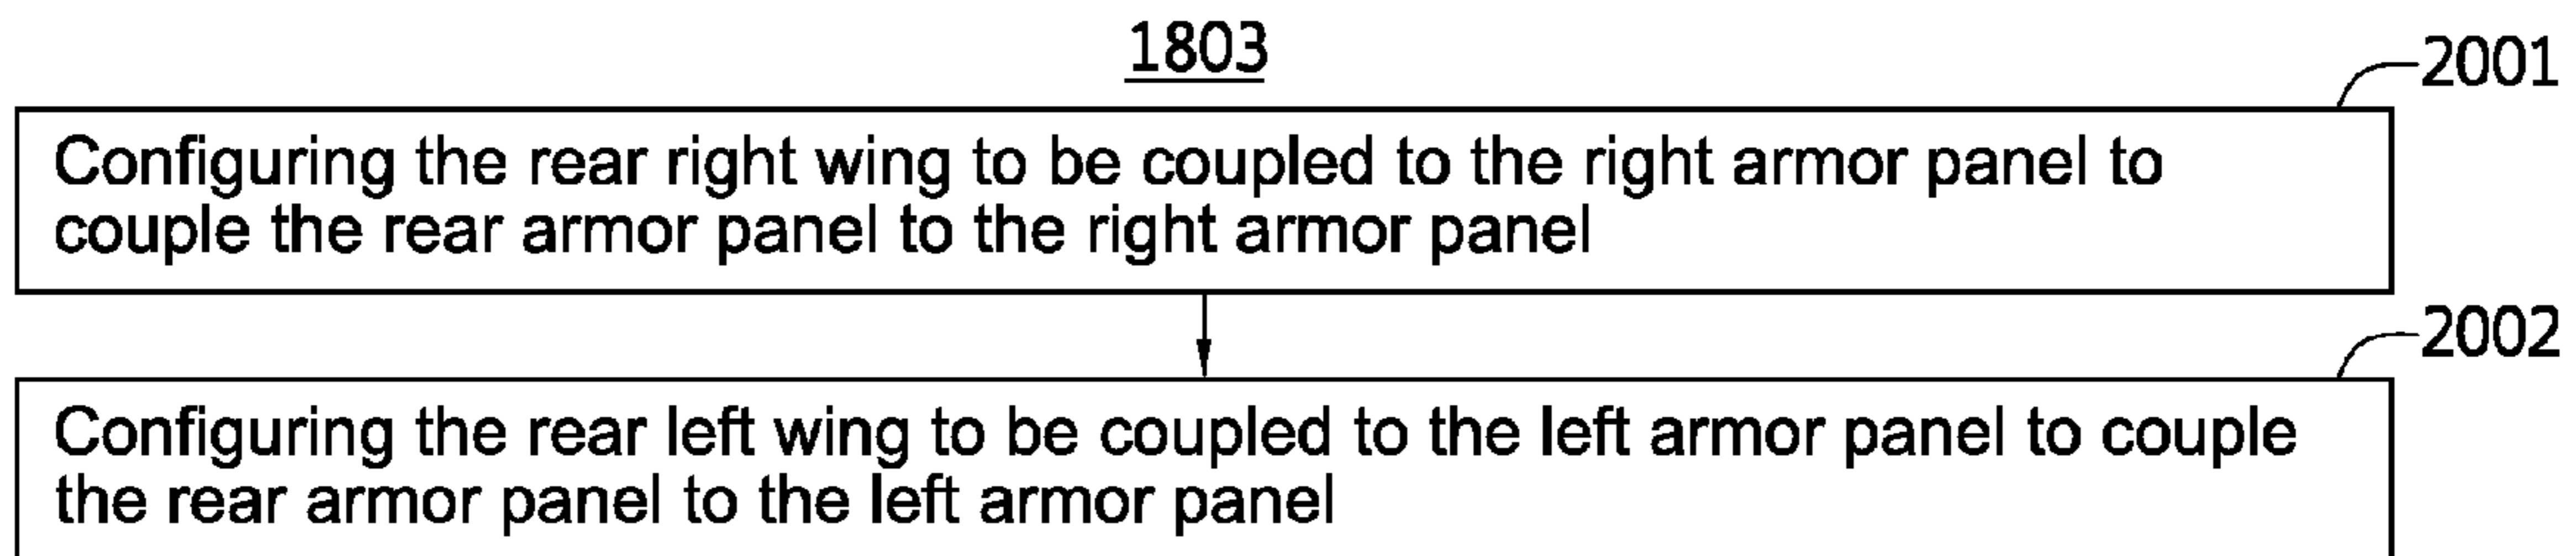 1803
2001
Configuring the rear right wing to be coupled to the right armor panel to
couple the rear armor panel to the right armor panel
2002
Configuring the rear left wing to be coupled to the left armor panel to couple
the rear armor panel to the left armor panel